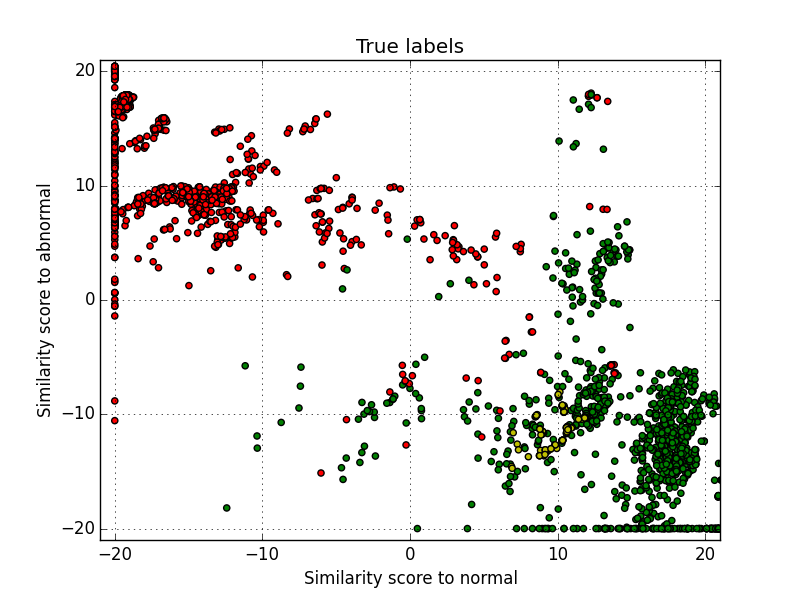 True labels
20
10
0
−10
−20
Similarity score to abnormal
−20 −10 0 10 20
Similarity score to normal